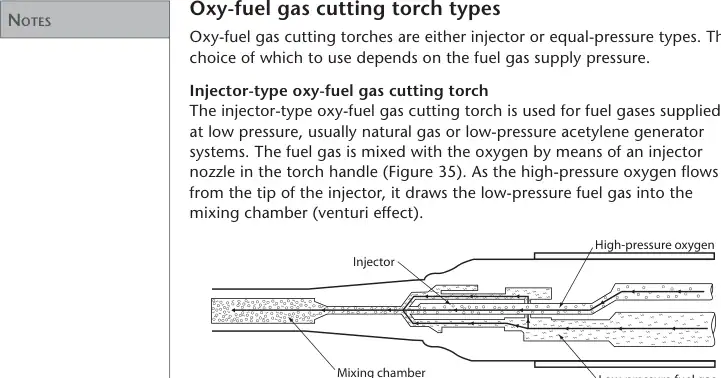 NOTES
Oxy-fuel gas cutting torch types
Oxy-fuel gas cutting torches are either injector or equal-pressure types. Th
choice of which to use depends on the fuel gas supply pressure.
Injector-type oxy-fuel gas cutting torch
The injector-type oxy-fuel gas cutting torch is used for fuel gases supplied
at low pressure, usually natural gas or low-pressure acetylene generator
systems. The fuel gas is mixed with the oxygen by means of an injector
nozzle in the torch handle (Figure 35). As the high-pressure oxygen flows
from the tip of the injector, it draws the low-pressure fuel gas into the
mixing chamber (venturi effect).
High-pressure oxygen
Injector
Mixing chamber
Low-pressure fuel gas